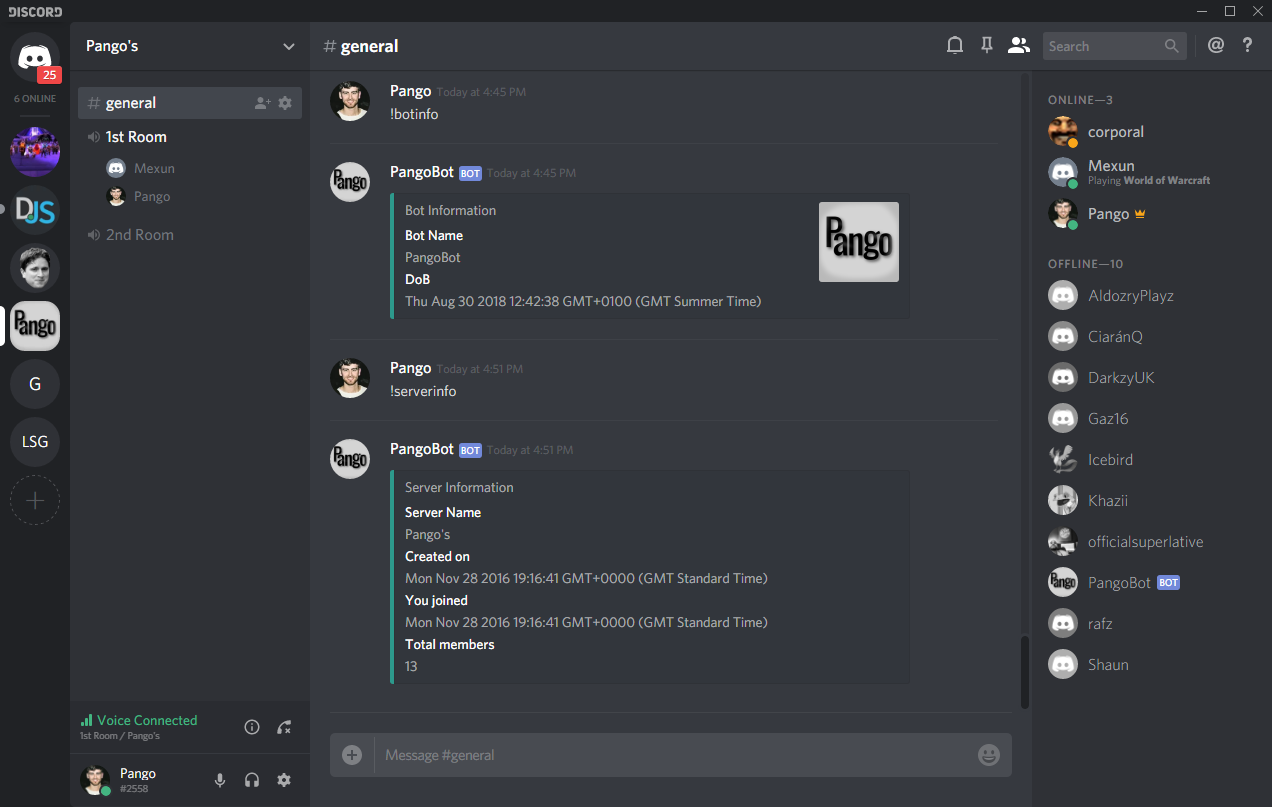 DISCORD
25
6 ONLINE
DJS
Pango
G
LSG
Pango's
# general
1st Room
Mexun
Pango
2nd Room
Voice Connected
1st Room / Pango's
Pango
#2558
# general
Search
@ ?
Pango Today at 4:45 PM
!botinfo
Pango
PangoBot BOT Today at 4:45 PM
Bot Information
Bot Name
PangoBot
DoB
Thu Aug 30 2018 12:42:38 GMT+0100 (GMT Summer Time)
Pango
Pango Today at 4:51 PM
!serverinfo
Pango
PangoBot BOT Today at 4:51 PM
Server Information
Server Name
Pango's
Created on
Mon Nov 28 2016 19:16:41 GMT+0000 (GMT Standard Time)
You joined
Mon Nov 28 2016 19:16:41 GMT+0000 (GMT Standard Time)
Total members
13
Message #general
ONLINE—3
corporal
Mexun
Playing World of Warcraft
Pango
OFFLINE—10
AldozryPlayz
CiaránQ
DarkzyUK
Gaz16
Icebird
Khazii
officialsuperlative
Pango
PangoBot BOT
rafz
Shaun